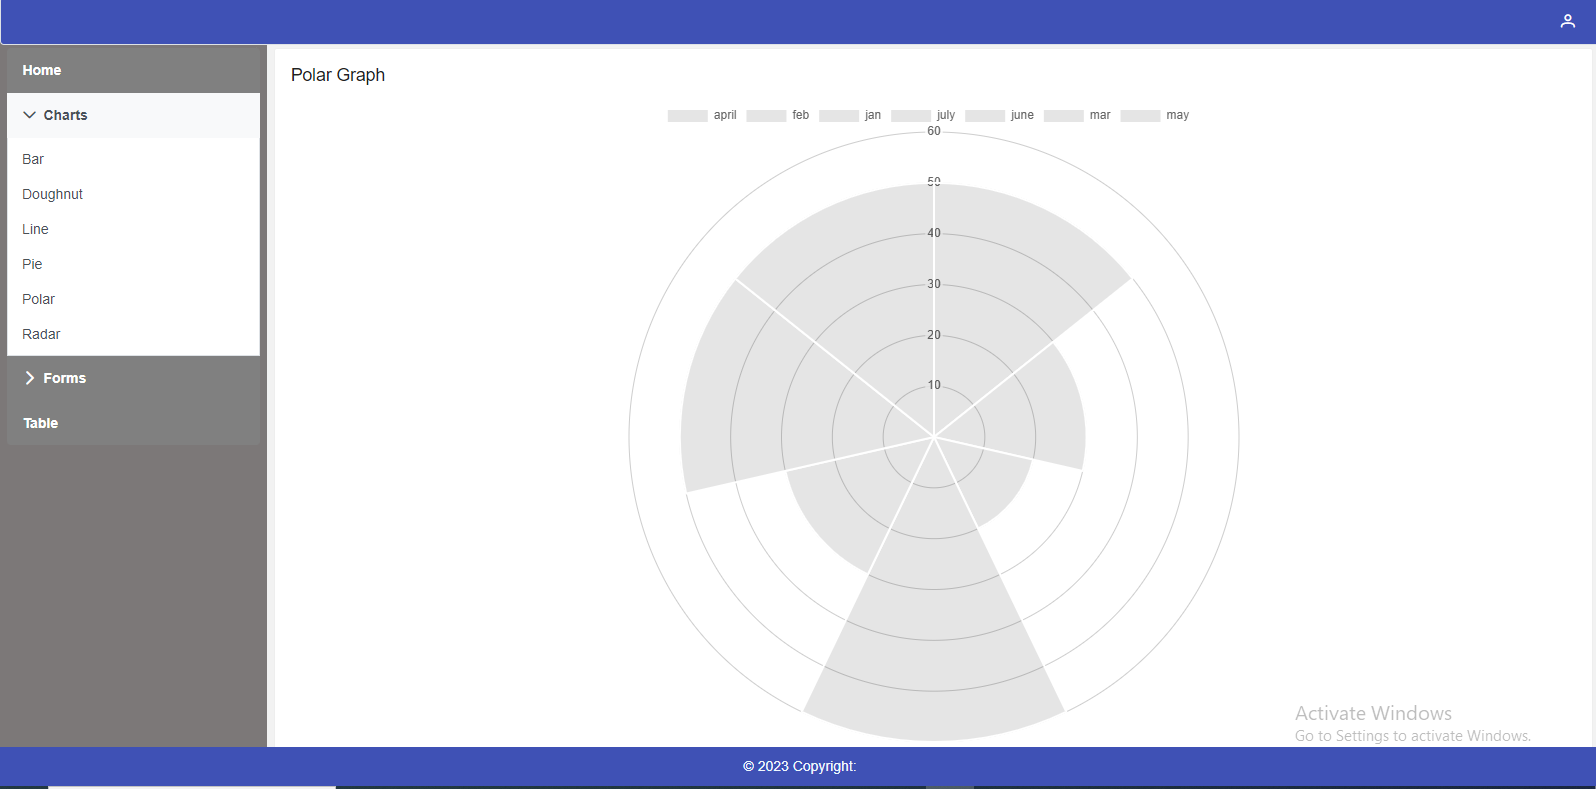 Home
Charts
Bar
Doughnut
Line
Pie
Polar
Radar
Forms
Table
Polar Graph
april feb jan july june mar may
60
50
40
30
20
10
Activate Windows
Go to Settings to activate Windows.
© 2023 Copyright: